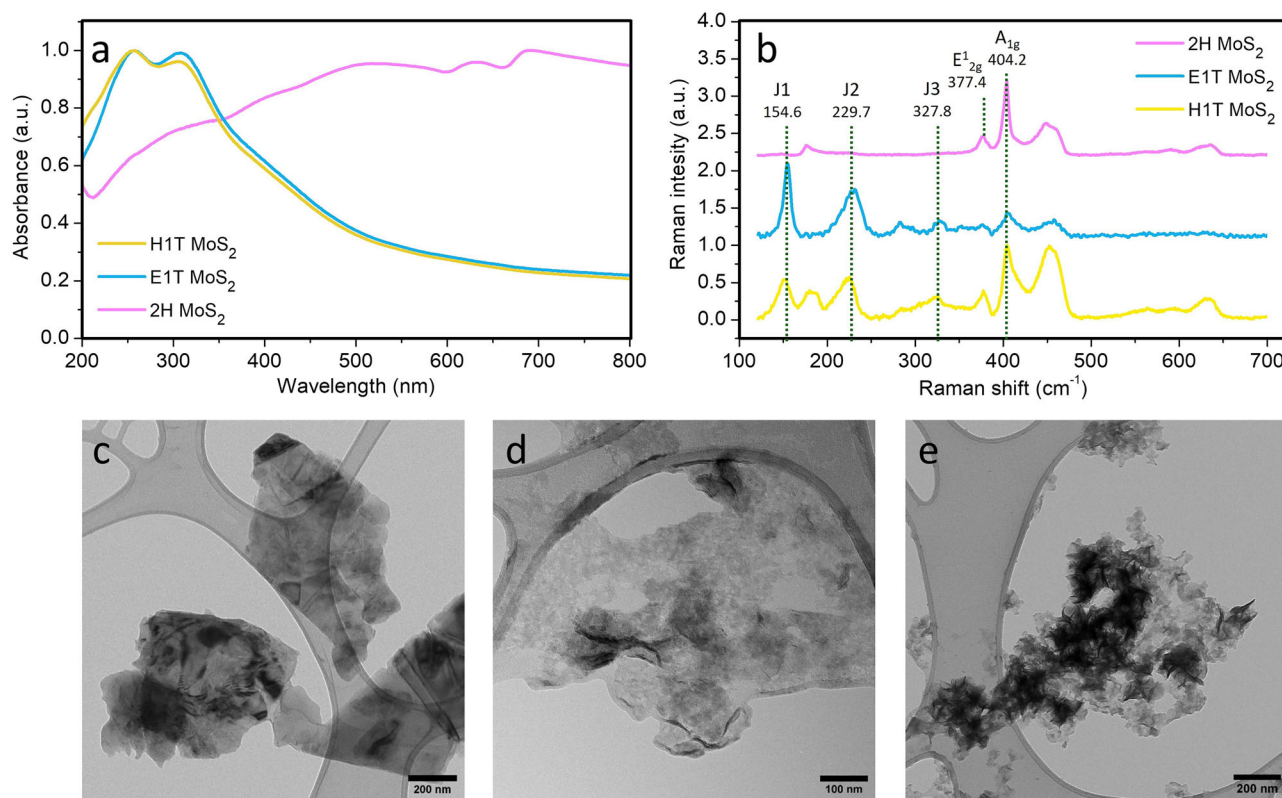 a
1.0
0.8
0.6
0.4
0.2
0.0
Absorbance (a.u.)
H1T MoS₂
E1T MoS₂
2H MoS₂
200 300 400 500 600 700 800
Wavelength (nm)
b
4.0
3.5
3.0
2.5
2.0
1.5
1.0
0.5
0.0
Raman intesity (a.u.)
J1
154.6
J2
229.7
J3
327.8
E¹₂g
377.4
A₁g
404.2
2H MoS₂
E1T MoS₂
H1T MoS₂
100 200 300 400 500 600 700
Raman shift (cm⁻¹)
c
200 nm
d
100 nm
e
200 nm